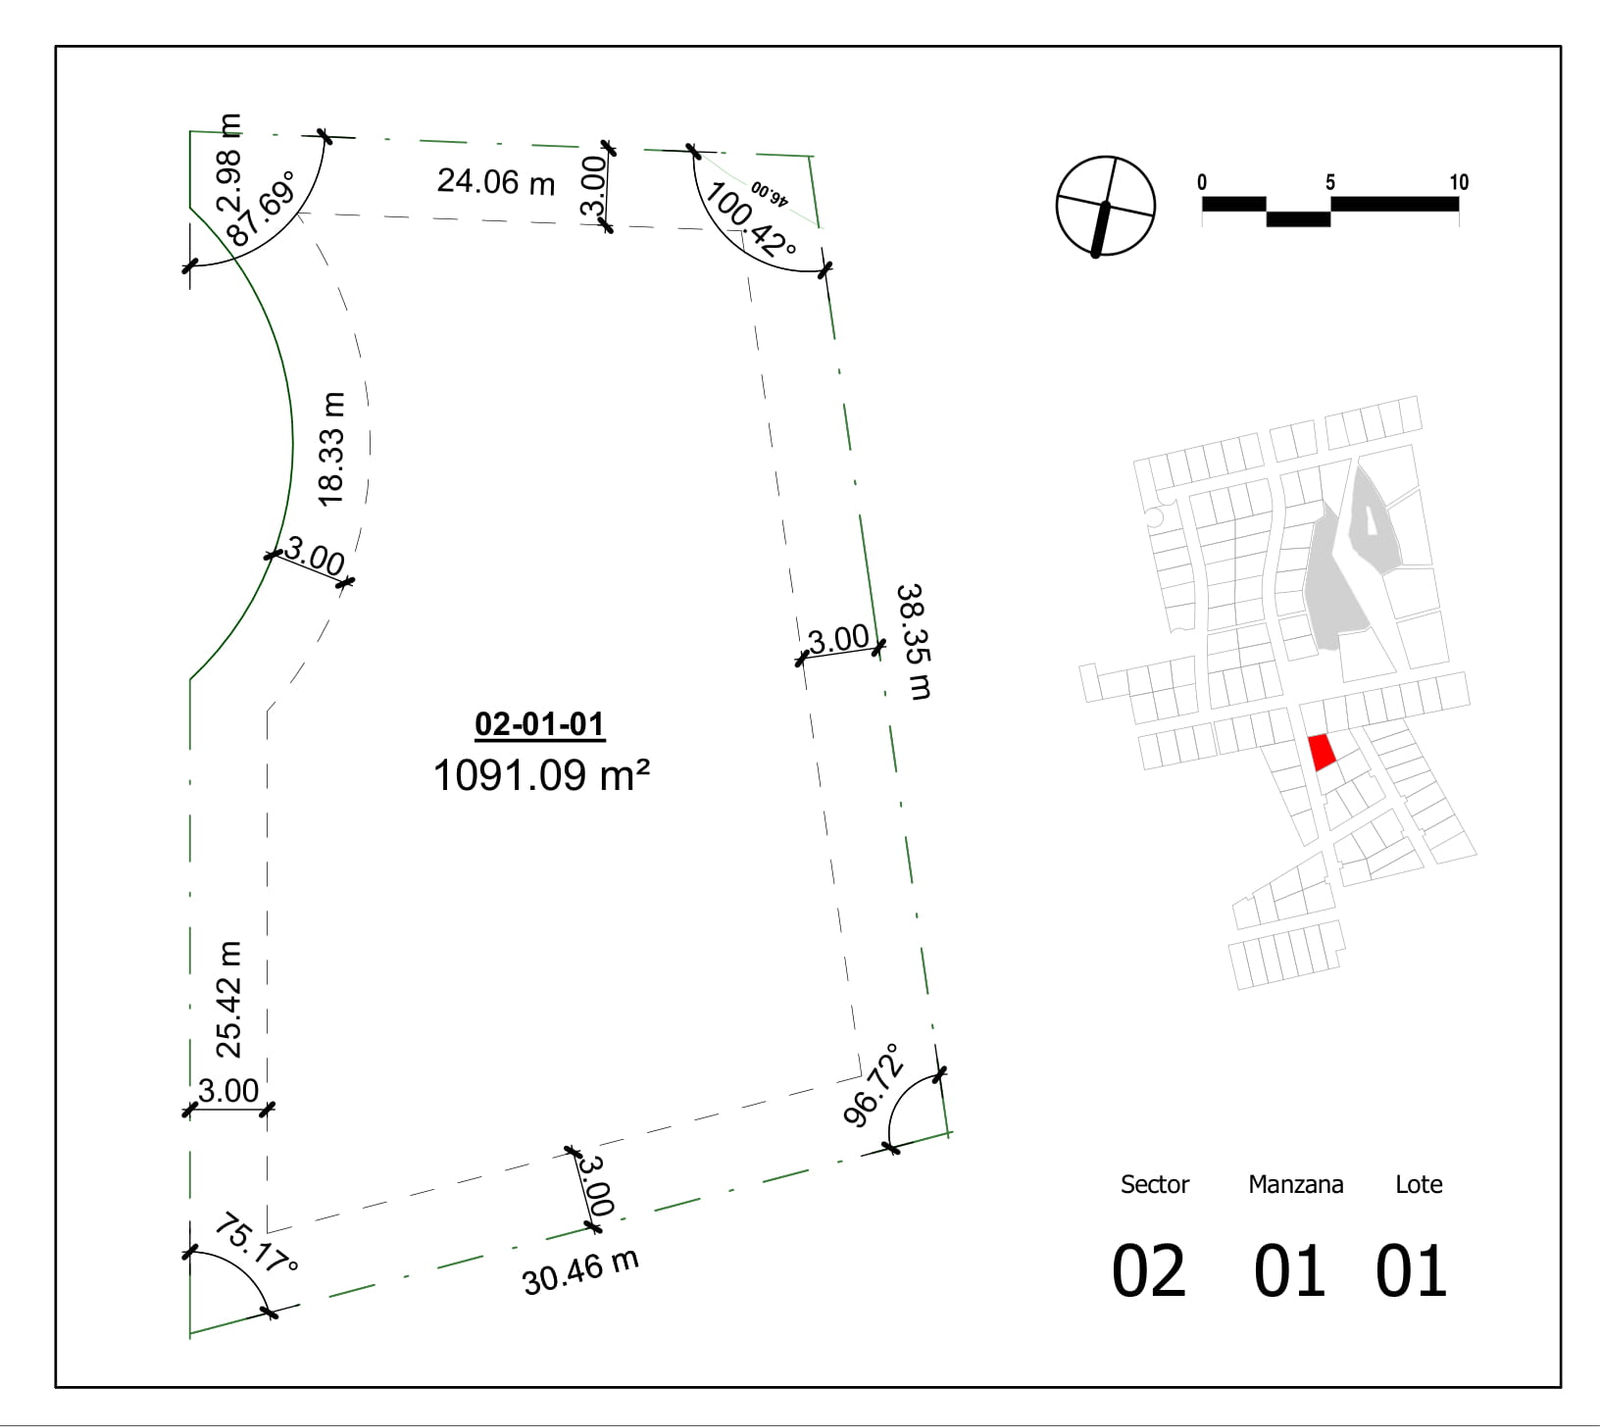 2.98 m
87.69°
24.06 m
3.00
46.00
100.42°
0 5 10
18.33 m
3.00
3.00
38.35 m
02-01-01
1091.09 m²
25.42 m
3.00
96.72°
3.00
75.17°
30.46 m
Sector Manzana Lote
02 01 01